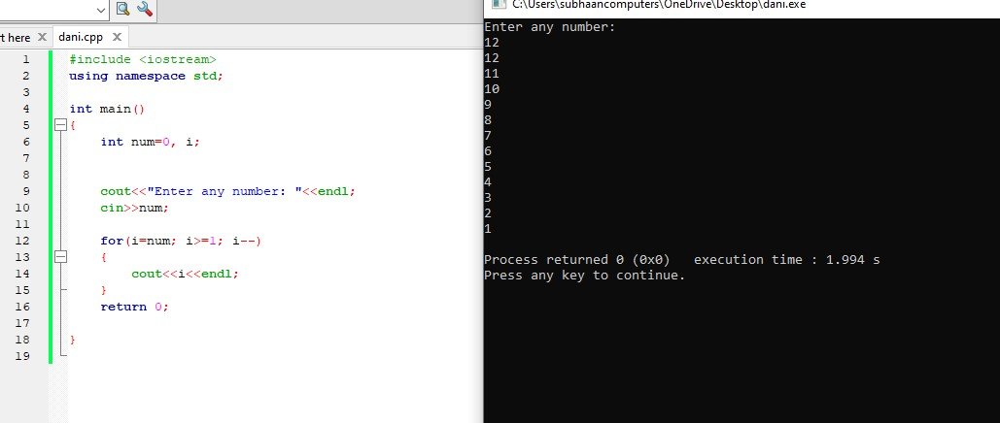 t here X dani.cpp X
1 #include <iostream>
2 using namespace std;
3
4 int main()
5 {
6 int num=0, i;
7
8
9 cout<<"Enter any number: "<<endl;
10 cin>>num;
11
12 for(i=num; i>=1; i--)
13 {
14 cout<<i<<endl;
15 }
16 return 0;
17
18 }
19
C:\Users\subhaancomputers\OneDrive\Desktop\dani.exe
Enter any number:
12
12
11
10
9
8
7
6
5
4
3
2
1
Process returned 0 (0x0) execution time : 1.994 s
Press any key to continue.